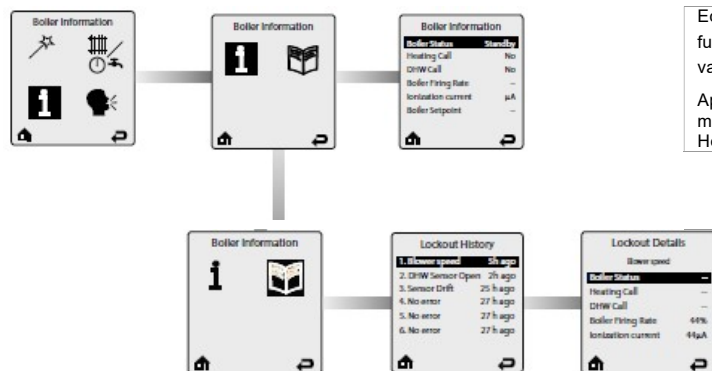 Boiler Information
Boiler Information
Boiler Information
Boiler Status Standby
Heating Call No
DHW Call No
Boiler Firing Rate --
Ionization current µA
Boiler Setpoint --
Boiler Information
Lockout History
1. Blower speed 5h ago
2. DHW Sensor Open 2h ago
3. Sensor Drift 25 h ago
4. No error 27 h ago
5. No error 27 h ago
6. No error 27 h ago
Lockout Details
Blower speed
Boiler Status --
Heating Call --
DHW Call --
Boiler Firing Rate 44%
Ionization current 44µA